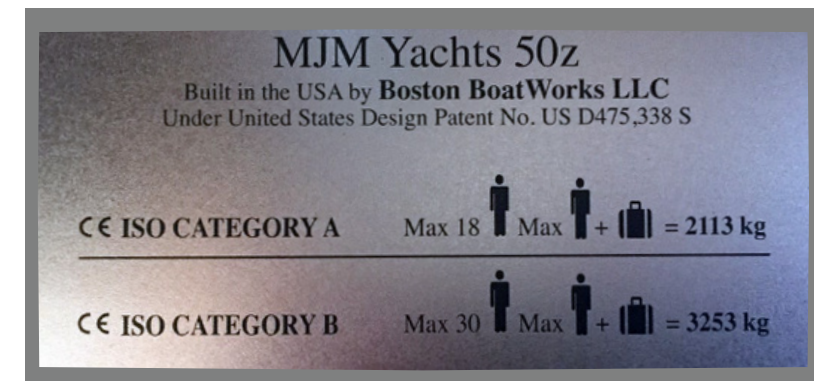 MJM Yachts 50z
Built in the USA by Boston BoatWorks LLC
Under United States Design Patent No. US D475,338 S
CE ISO CATEGORY A Max 18 Max + = 2113 kg
CE ISO CATEGORY B Max 30 Max + = 3253 kg